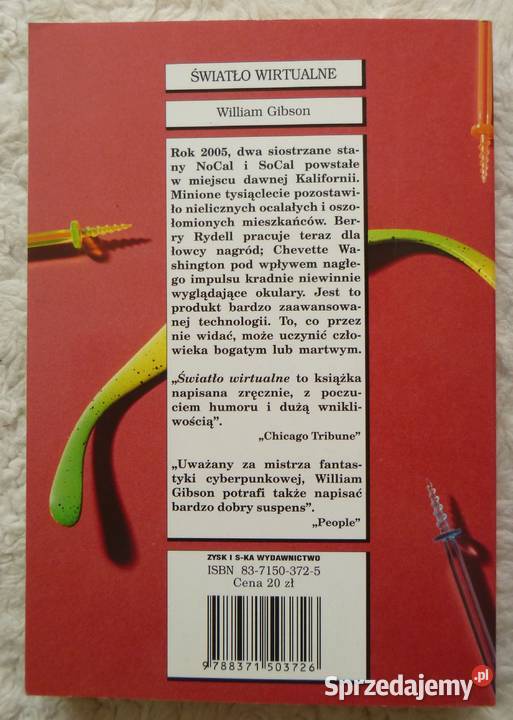 ŚWIATŁO WIRTUALNE
William Gibson
Rok 2005, dwa siostrzane sta-
ny NoCal i SoCal powstałe
w miejscu dawnej Kalifornii.
Minione tysiąclecie pozostawi-
ło nielicznych ocalałych i oszo-
łomionych mieszkańców. Ber-
ry Rydell pracuje teraz dla
łowcy nagród; Chevette Wa-
shington pod wpływem nagłe-
go impulsu kradnie niewinnie
wyglądające okulary. Jest to
produkt bardzo zaawansowa-
nej technologii. To, co przez
nie widać, może uczynić czło-
wieka bogatym lub martwym.
„Światło wirtualne to książka
napisana zręcznie, z poczu-
ciem humoru i dużą wnikli-
wością”.
„Chicago Tribune”
„Uważany za mistrza fantas-
tyki cyberpunkowej, William
Gibson potrafi także napisać
bardzo dobry suspens”.
„People”
ZYSK I S-KA WYDAWNICTWO
ISBN 83-7150-372-5
Cena 20 zł
9788371503726
Sprzedajemy.pl